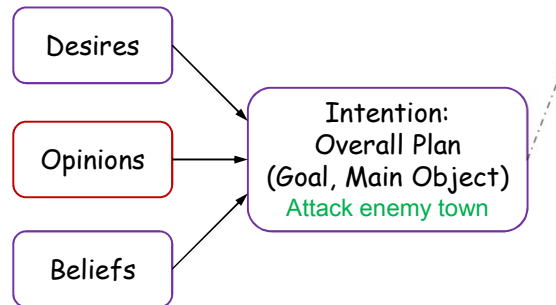 Desires
Opinions
Beliefs
Intention:
Overall Plan
(Goal, Main Object)
Attack enemy town